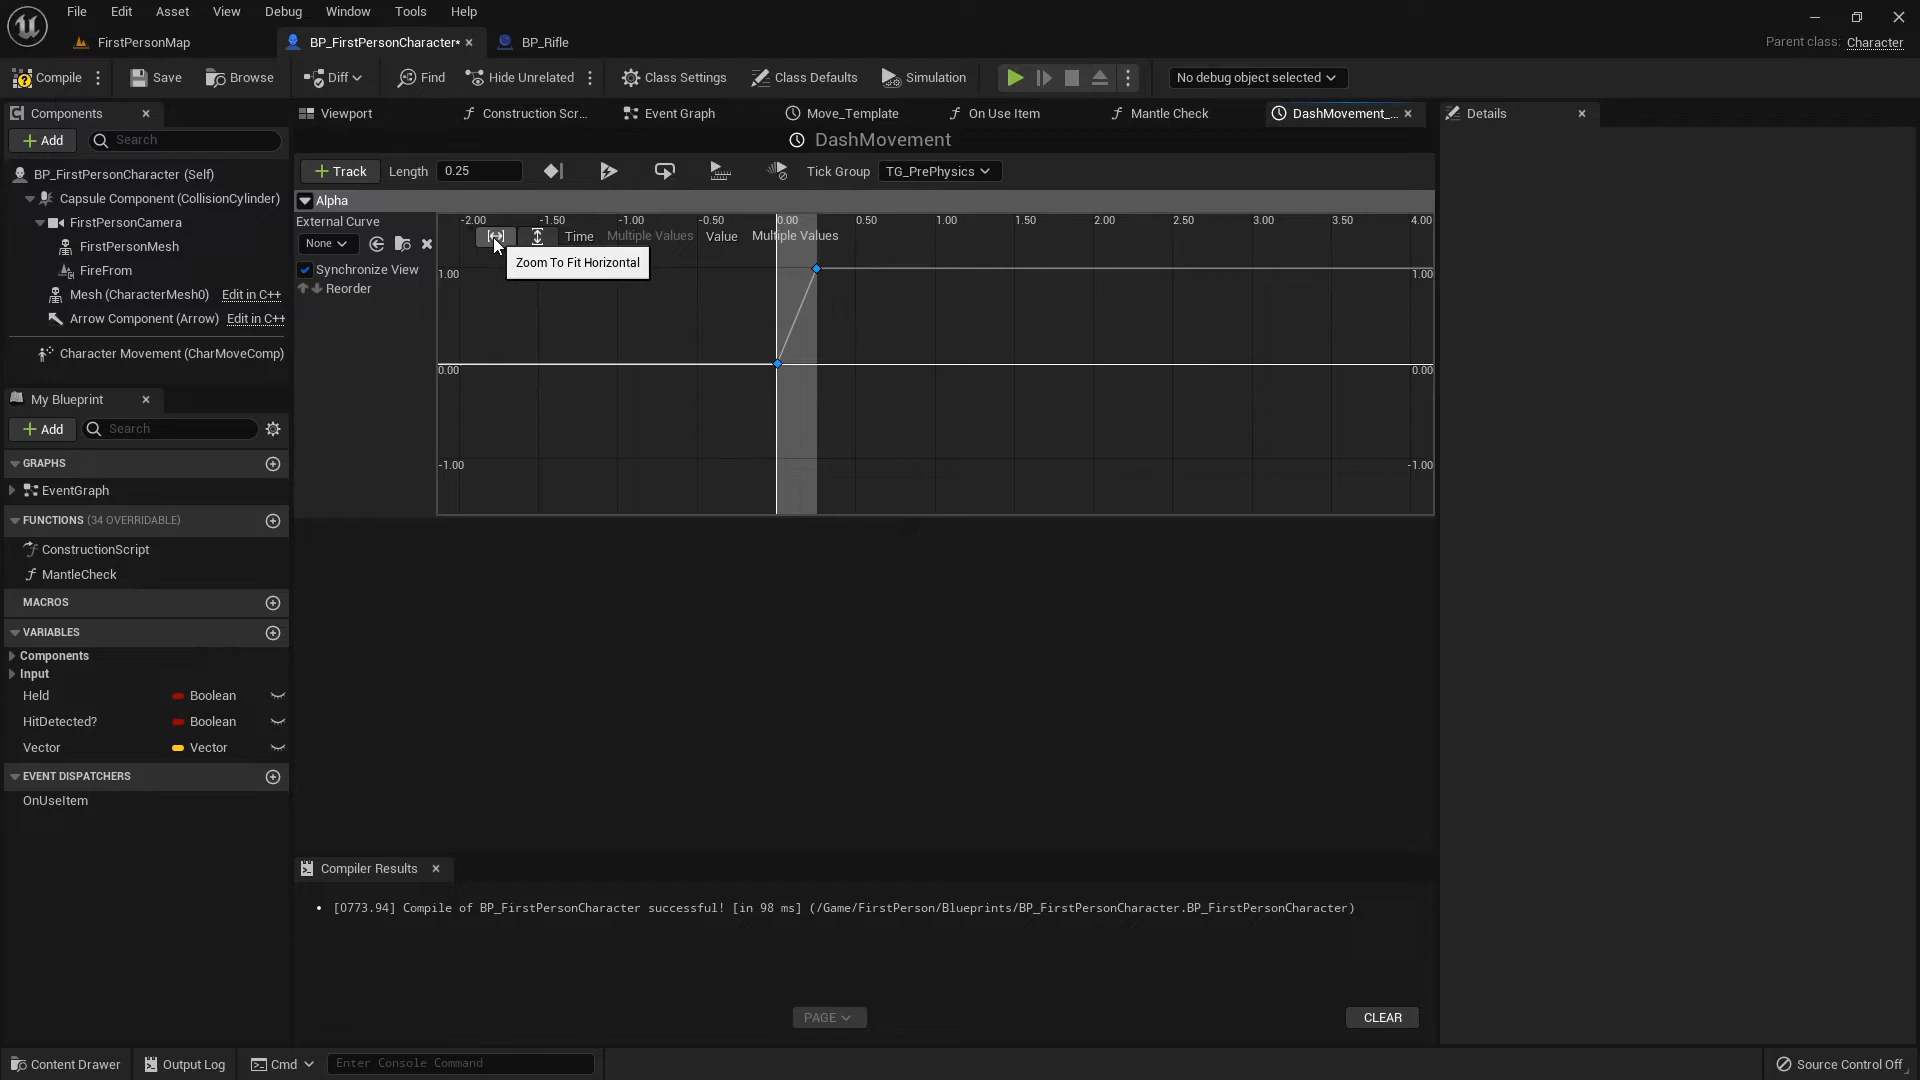 File Edit Asset View Debug Window Tools Help
FirstPersonMap BP_FirstPersonCharacter* BP_Rifle
Parent class: Character
Compile Save Browse Diff Find Hide Unrelated Class Settings Class Defaults Simulation No debug object selected
Components
Viewport Construction Scr... Event Graph Move_Template On Use Item Mantle Check DashMovement_... Details
Add Search
DashMovement
Track Length 0.25 Tick Group TG_PrePhysics
BP_FirstPersonCharacter (Self)
Capsule Component (CollisionCylinder)
FirstPersonCamera
FirstPersonMesh
FireFrom
Mesh (CharacterMesh0) Edit in C++
Arrow Component (Arrow) Edit in C++
Character Movement (CharMoveComp)
Alpha
External Curve
None
Synchronize View
Reorder
-2.00 -1.50 -1.00 -0.50 0.00 0.50 1.00 1.50 2.00 2.50 3.00 3.50 4.00
Time Multiple Values Value Multiple Values
Zoom To Fit Horizontal
1.00 1.00
0.00 0.00
-1.00 -1.00
My Blueprint
Add Search
GRAPHS
EventGraph
FUNCTIONS (34 OVERRIDABLE)
ConstructionScript
MantleCheck
MACROS
VARIABLES
Components
Input
Held Boolean
HitDetected? Boolean
Vector Vector
EVENT DISPATCHERS
OnUseItem
Compiler Results
[0773.94] Compile of BP_FirstPersonCharacter successful! [in 98 ms] (/Game/FirstPerson/Blueprints/BP_FirstPersonCharacter.BP_FirstPersonCharacter)
PAGE CLEAR
Content Drawer Output Log Cmd Enter Console Command Source Control Off